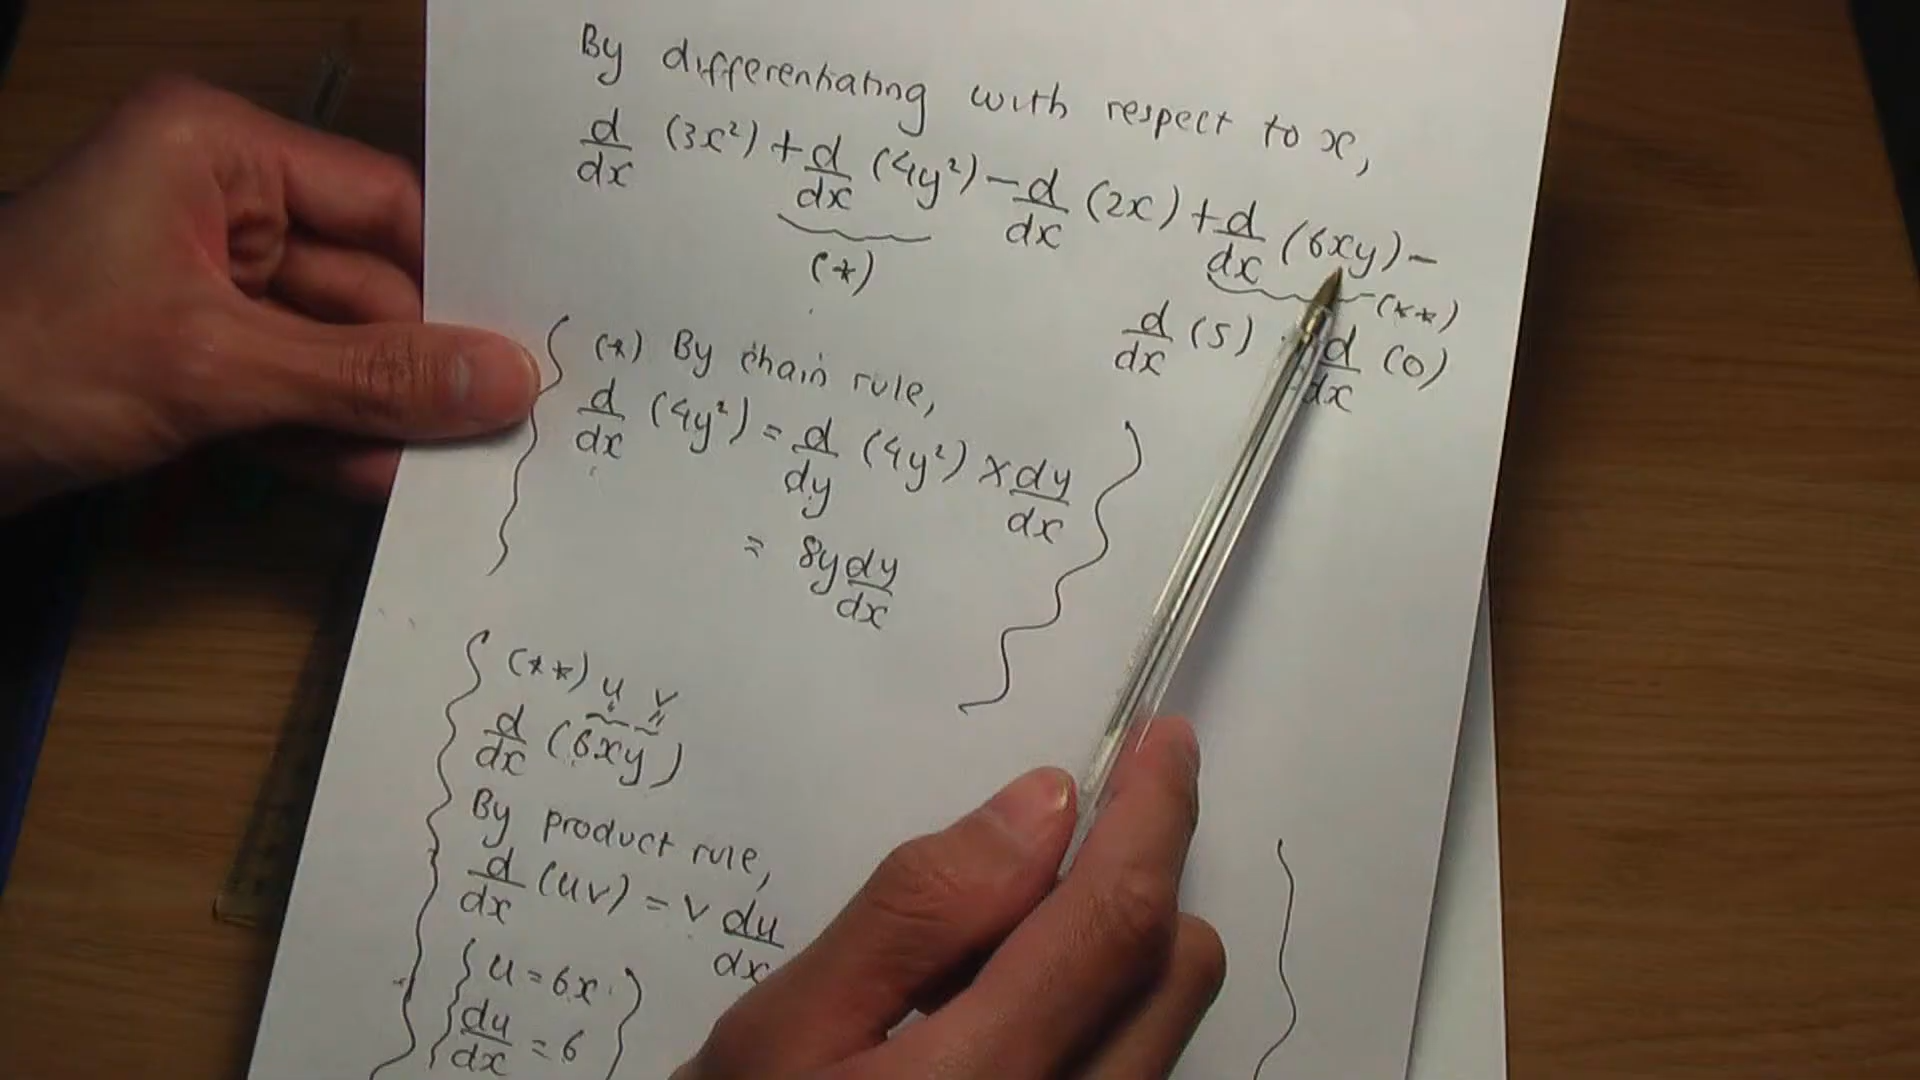 By differentiating with respect to x,
d/dx (3x²) + d/dx (4y²) - d/dx (2x) + d/dx (6xy) -
(*)
(**)
d/dx (5) d/dx (0)
(*) By chain rule,
d/dx (4y²) = d/dy (4y²) × dy/dx
= 8y dy/dx
(**) u v
d/dx (6xy)
By product rule,
d/dx (uv) = v du/dx
u = 6x
du/dx = 6